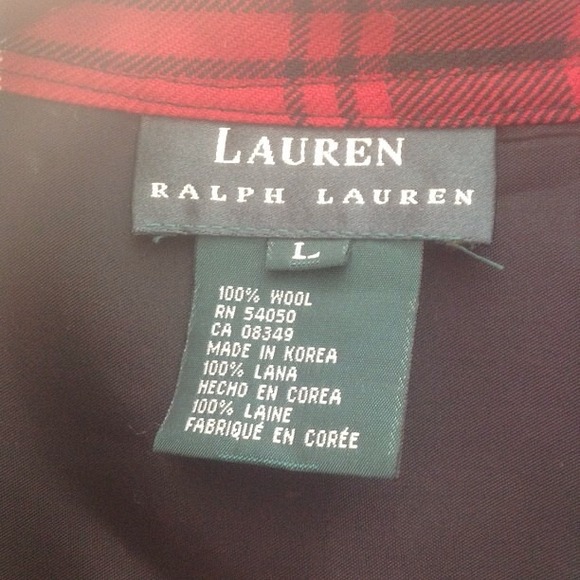 LAUREN
RALPH LAUREN
L
100% WOOL
RN 54050
CA 08349
MADE IN KOREA
100% LANA
HECHO EN COREA
100% LAINE
FABRIQUÉ EN CORÉE